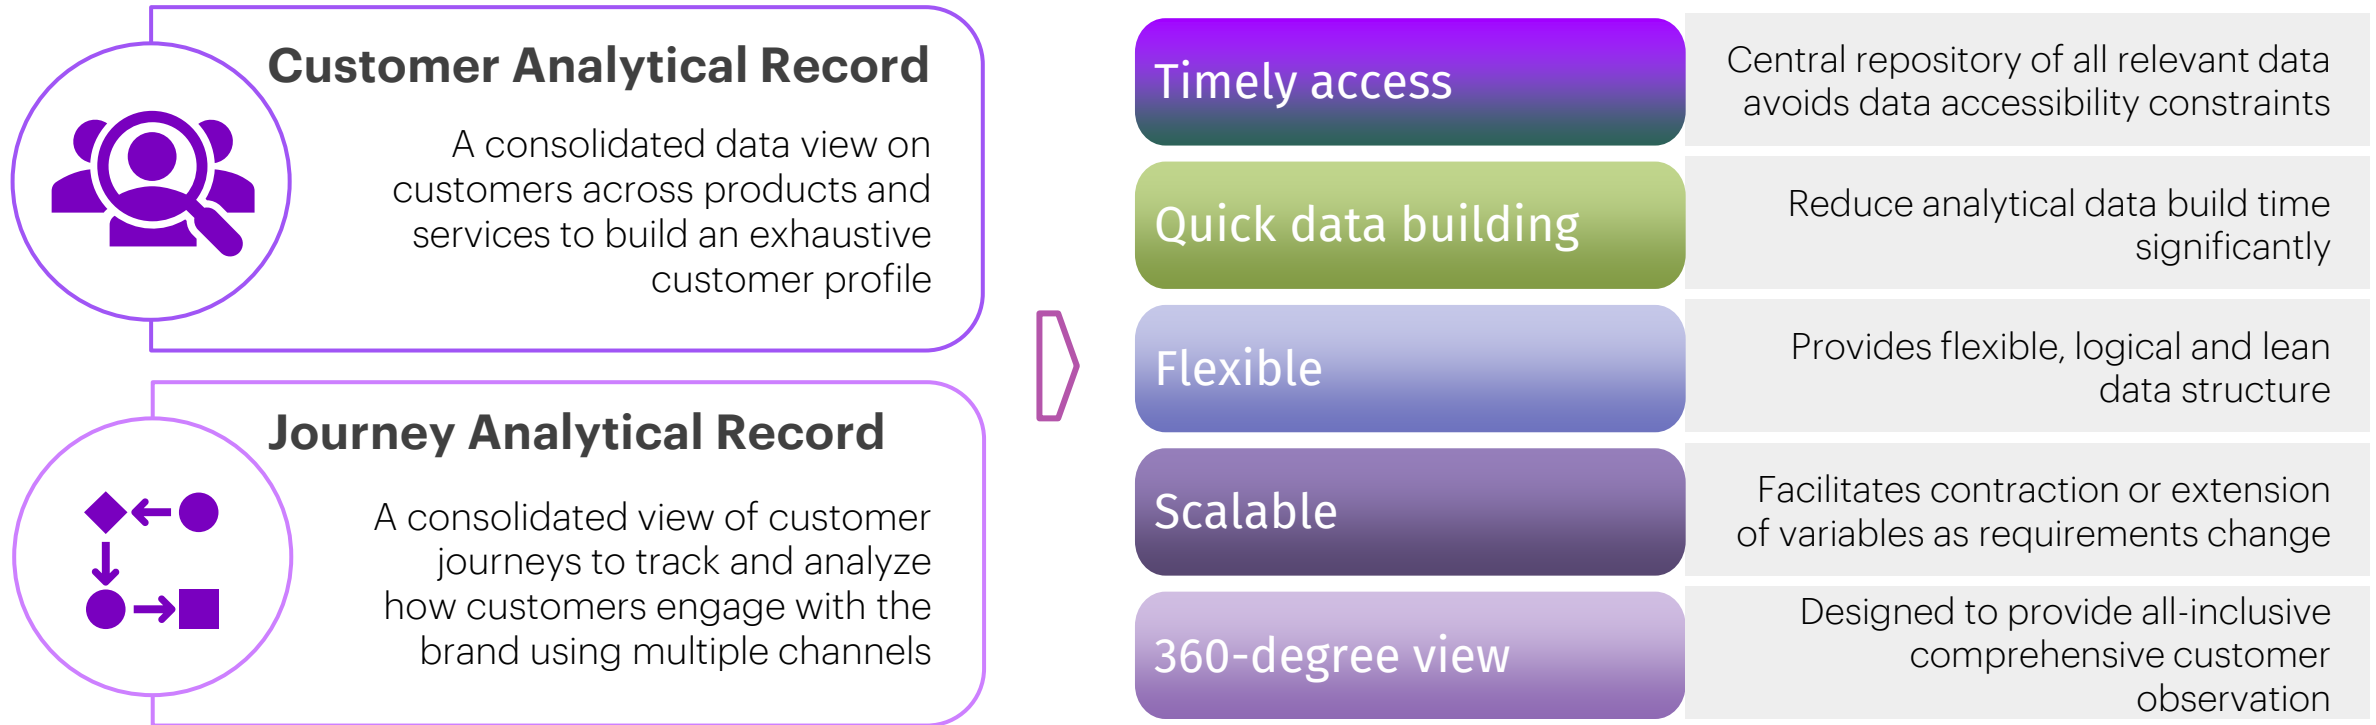 Customer Analytical Record
A consolidated data view on
customers across products and
services to build an exhaustive
customer profile
Journey Analytical Record
A consolidated view of customer
journeys to track and analyze
how customers engage with the
brand using multiple channels
Timely access
Central repository of all relevant data
avoids data accessibility constraints
Quick data building
Reduce analytical data build time
significantly
Flexible
Provides flexible, logical and lean
data structure
Scalable
Facilitates contraction or extension
of variables as requirements change
360-degree view
Designed to provide all-inclusive
comprehensive customer
observation